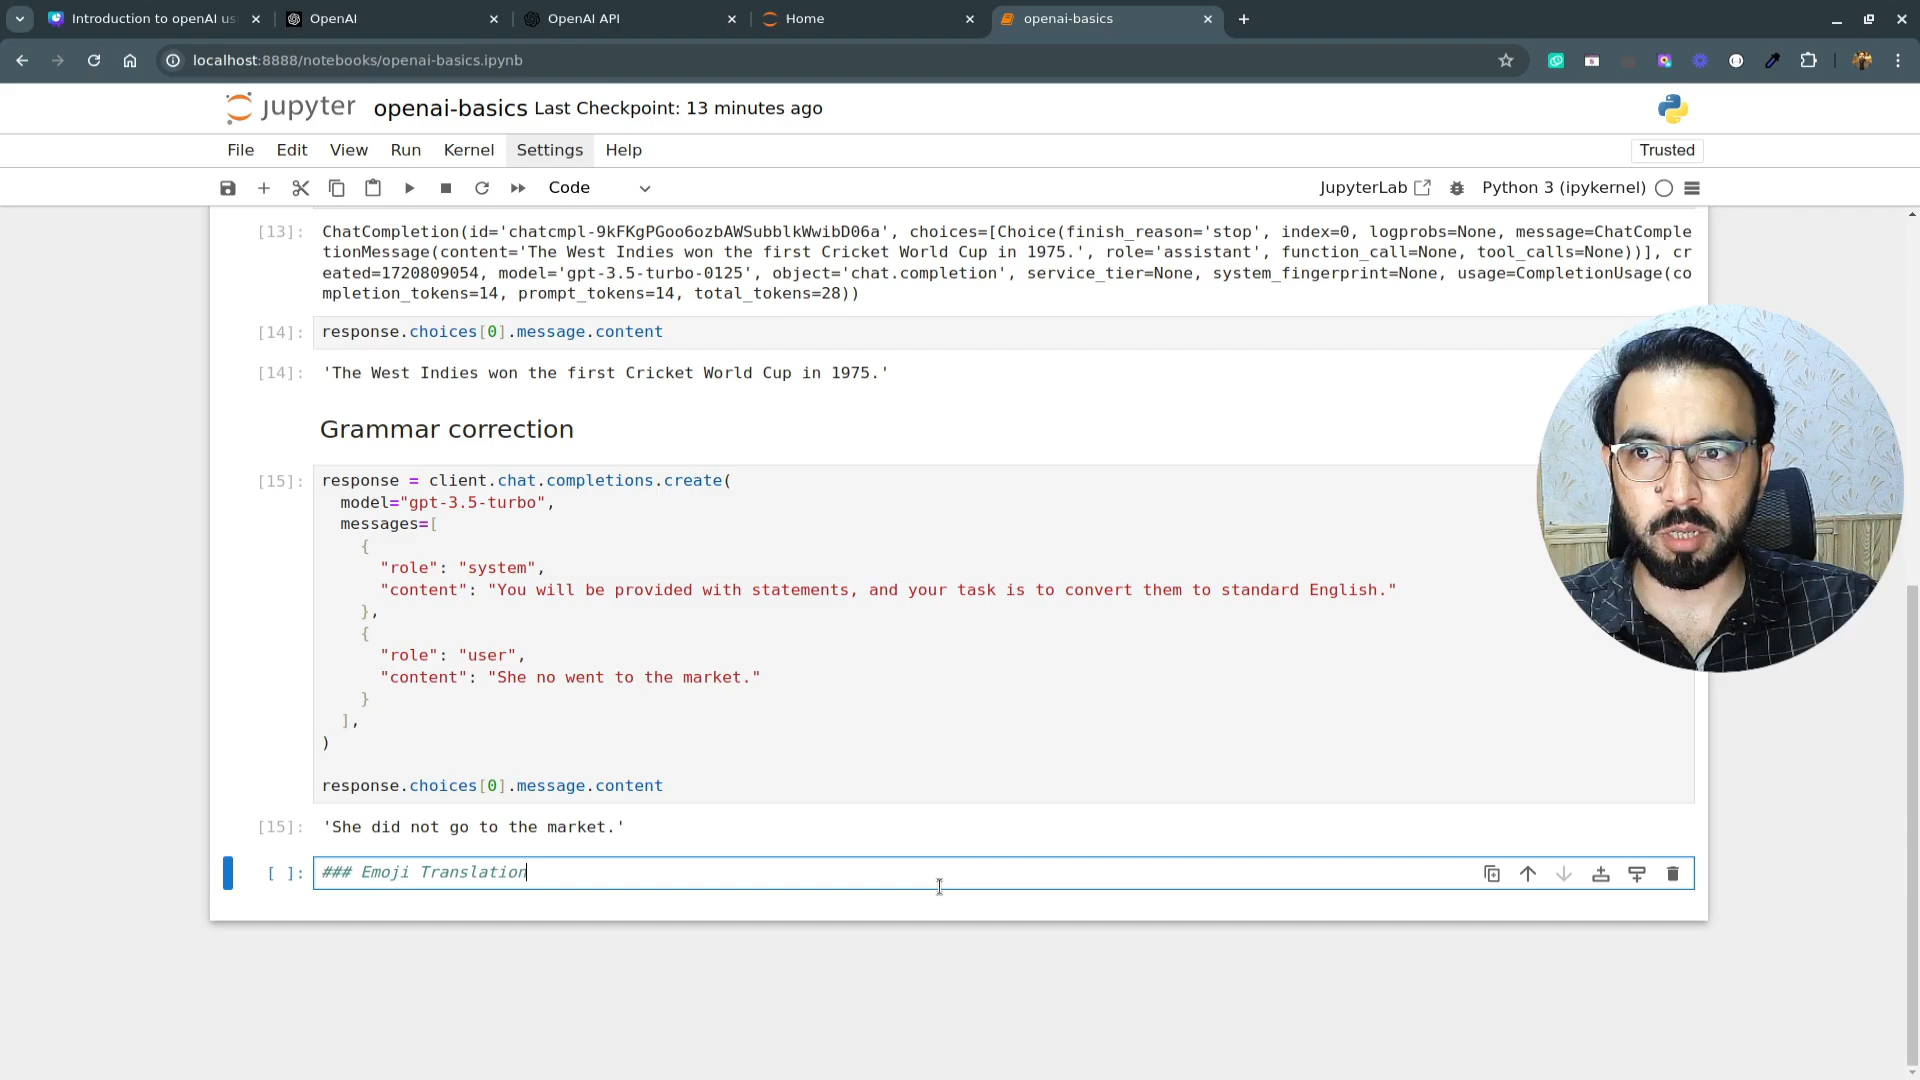 Introduction to openAI us
OpenAI
OpenAI API
Home
openai-basics
localhost:8888/notebooks/openai-basics.ipynb
jupyter openai-basics Last Checkpoint: 13 minutes ago
File Edit View Run Kernel Settings Help
Trusted
Code
JupyterLab
Python 3 (ipykernel)
[13]: ChatCompletion(id='chatcmpl-9kFKgPGoo6ozbAWSubblkWwibD06a', choices=[Choice(finish_reason='stop', index=0, logprobs=None, message=ChatComple
tionMessage(content='The West Indies won the first Cricket World Cup in 1975.', role='assistant', function_call=None, tool_calls=None))], cr
eated=1720809054, model='gpt-3.5-turbo-0125', object='chat.completion', service_tier=None, system_fingerprint=None, usage=CompletionUsage(co
mpletion_tokens=14, prompt_tokens=14, total_tokens=28))
[14]: response.choices[0].message.content
[14]: 'The West Indies won the first Cricket World Cup in 1975.'
Grammar correction
[15]: response = client.chat.completions.create(
model="gpt-3.5-turbo",
messages=[
{
"role": "system",
"content": "You will be provided with statements, and your task is to convert them to standard English."
},
{
"role": "user",
"content": "She no went to the market."
}
],
)
response.choices[0].message.content
[15]: 'She did not go to the market.'
[ ]: ### Emoji Translation